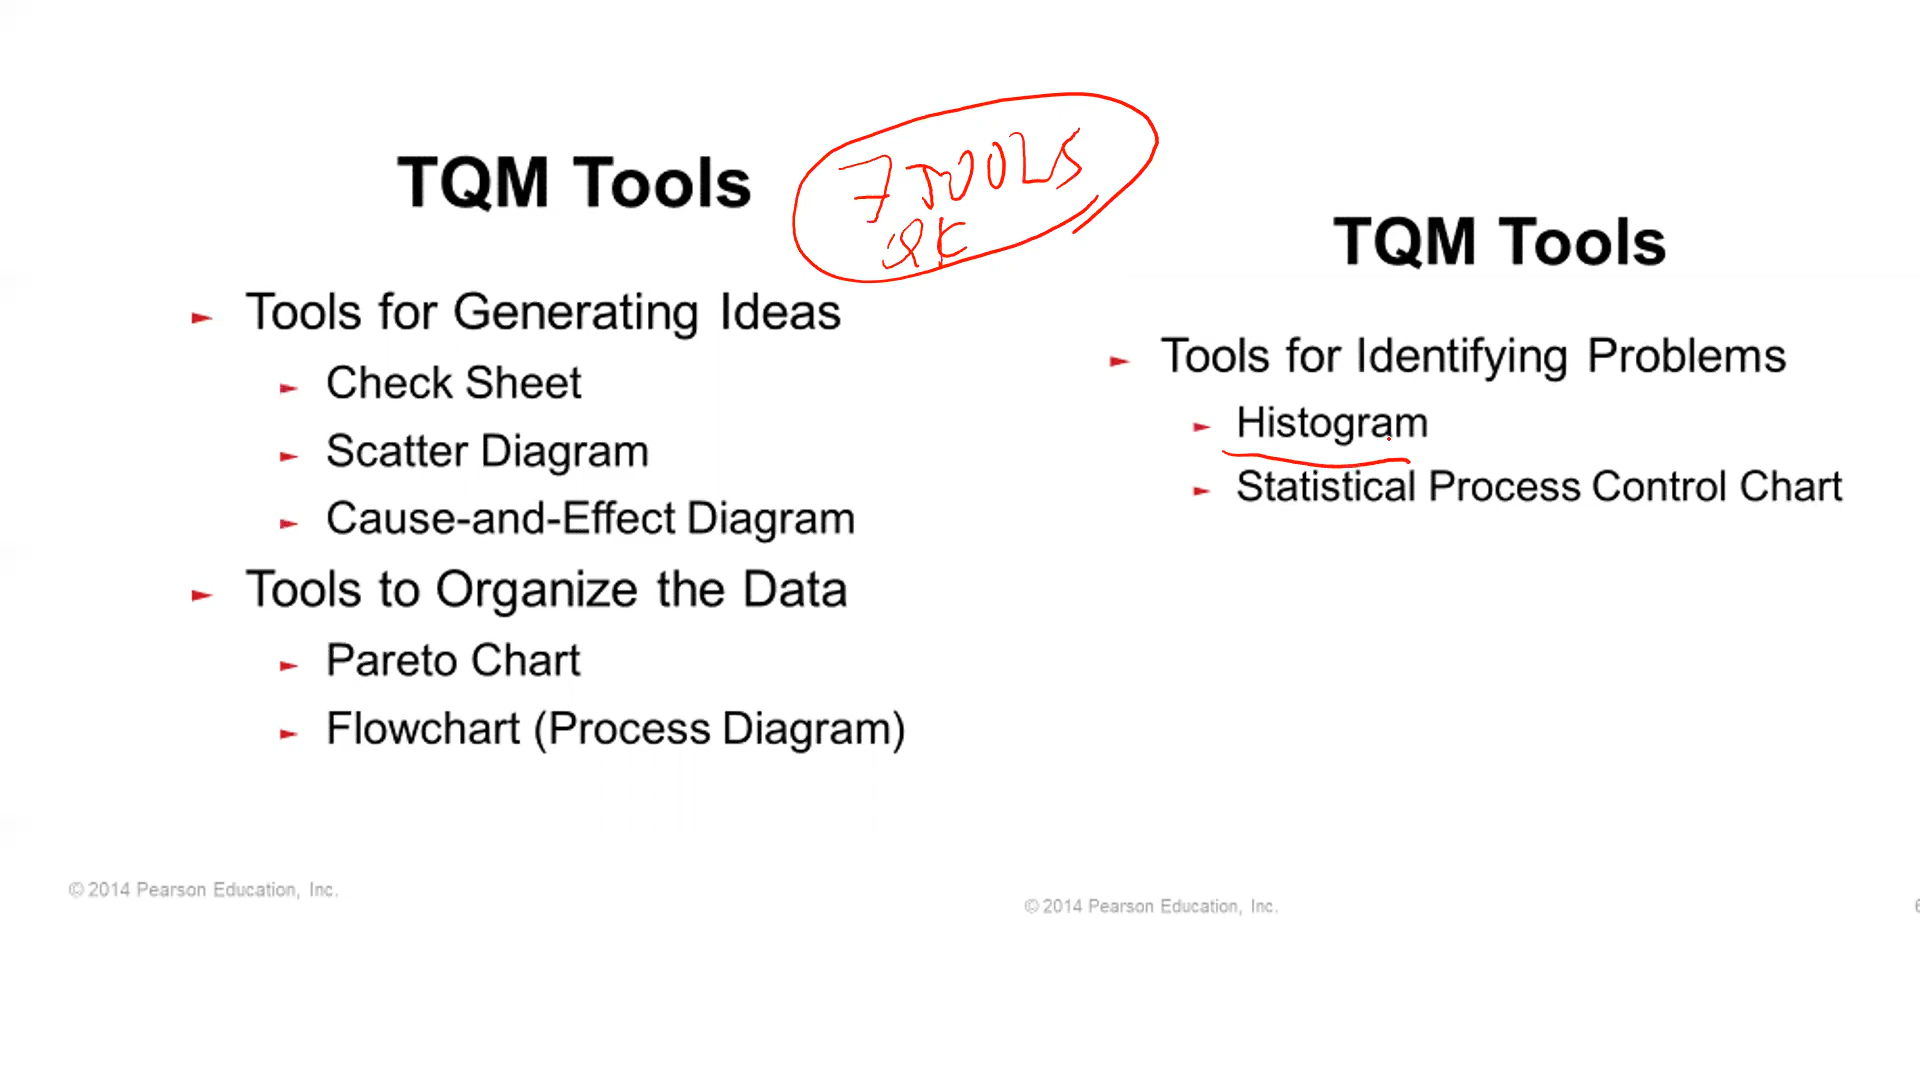 TQM Tools
7 TOOLS
Tools for Generating Ideas
Check Sheet
Scatter Diagram
Cause-and-Effect Diagram
Tools to Organize the Data
Pareto Chart
Flowchart (Process Diagram)
© 2014 Pearson Education, Inc.
TQM Tools
Tools for Identifying Problems
Histogram
Statistical Process Control Chart
© 2014 Pearson Education, Inc.